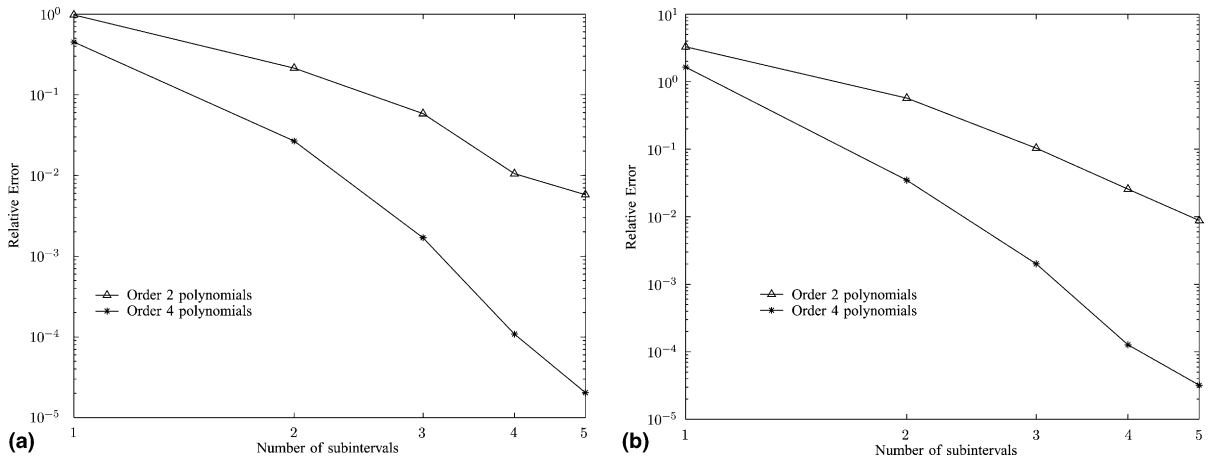 10^0
10^-1
10^-2
10^-3
10^-4
10^-5
Relative Error
Order 2 polynomials
Order 4 polynomials
1
2
3
4
5
Number of subintervals
(a)
10^1
10^0
10^-1
10^-2
10^-3
10^-4
10^-5
Relative Error
Order 2 polynomials
Order 4 polynomials
1
2
3
4
5
Number of subintervals
(b)